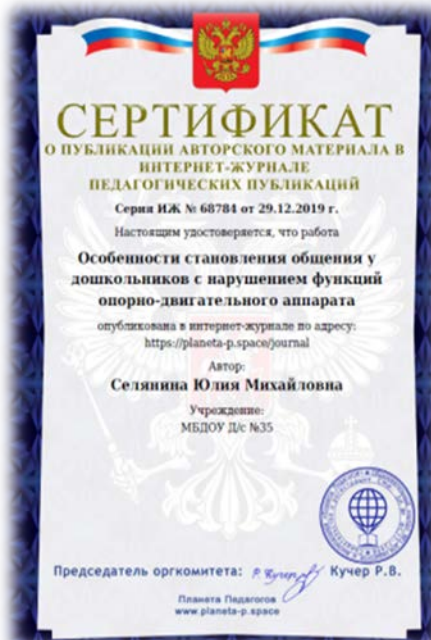 СЕРТИФИКАТ
О ПУБЛИКАЦИИ АВТОРСКОГО МАТЕРИАЛА В
ИНТЕРНЕТ-ЖУРНАЛЕ
ПЕДАГОГИЧЕСКИХ ПУБЛИКАЦИЙ
Серия ИЖ № 68784 от 29.12.2019 г.
Настоящим удостоверяется, что работа
Особенности становления общения у
дошкольников с нарушением функций
опорно-двигательного аппарата
опубликована в интернет-журнале по адресу:
https://planeta-p.space/journal
Автор:
Селянина Юлия Михайловна
Учреждение:
МБДОУ Д/с №35
Председатель оргкомитета: Кучер Р.В.
Планета Педагогов
www.planeta-p.space